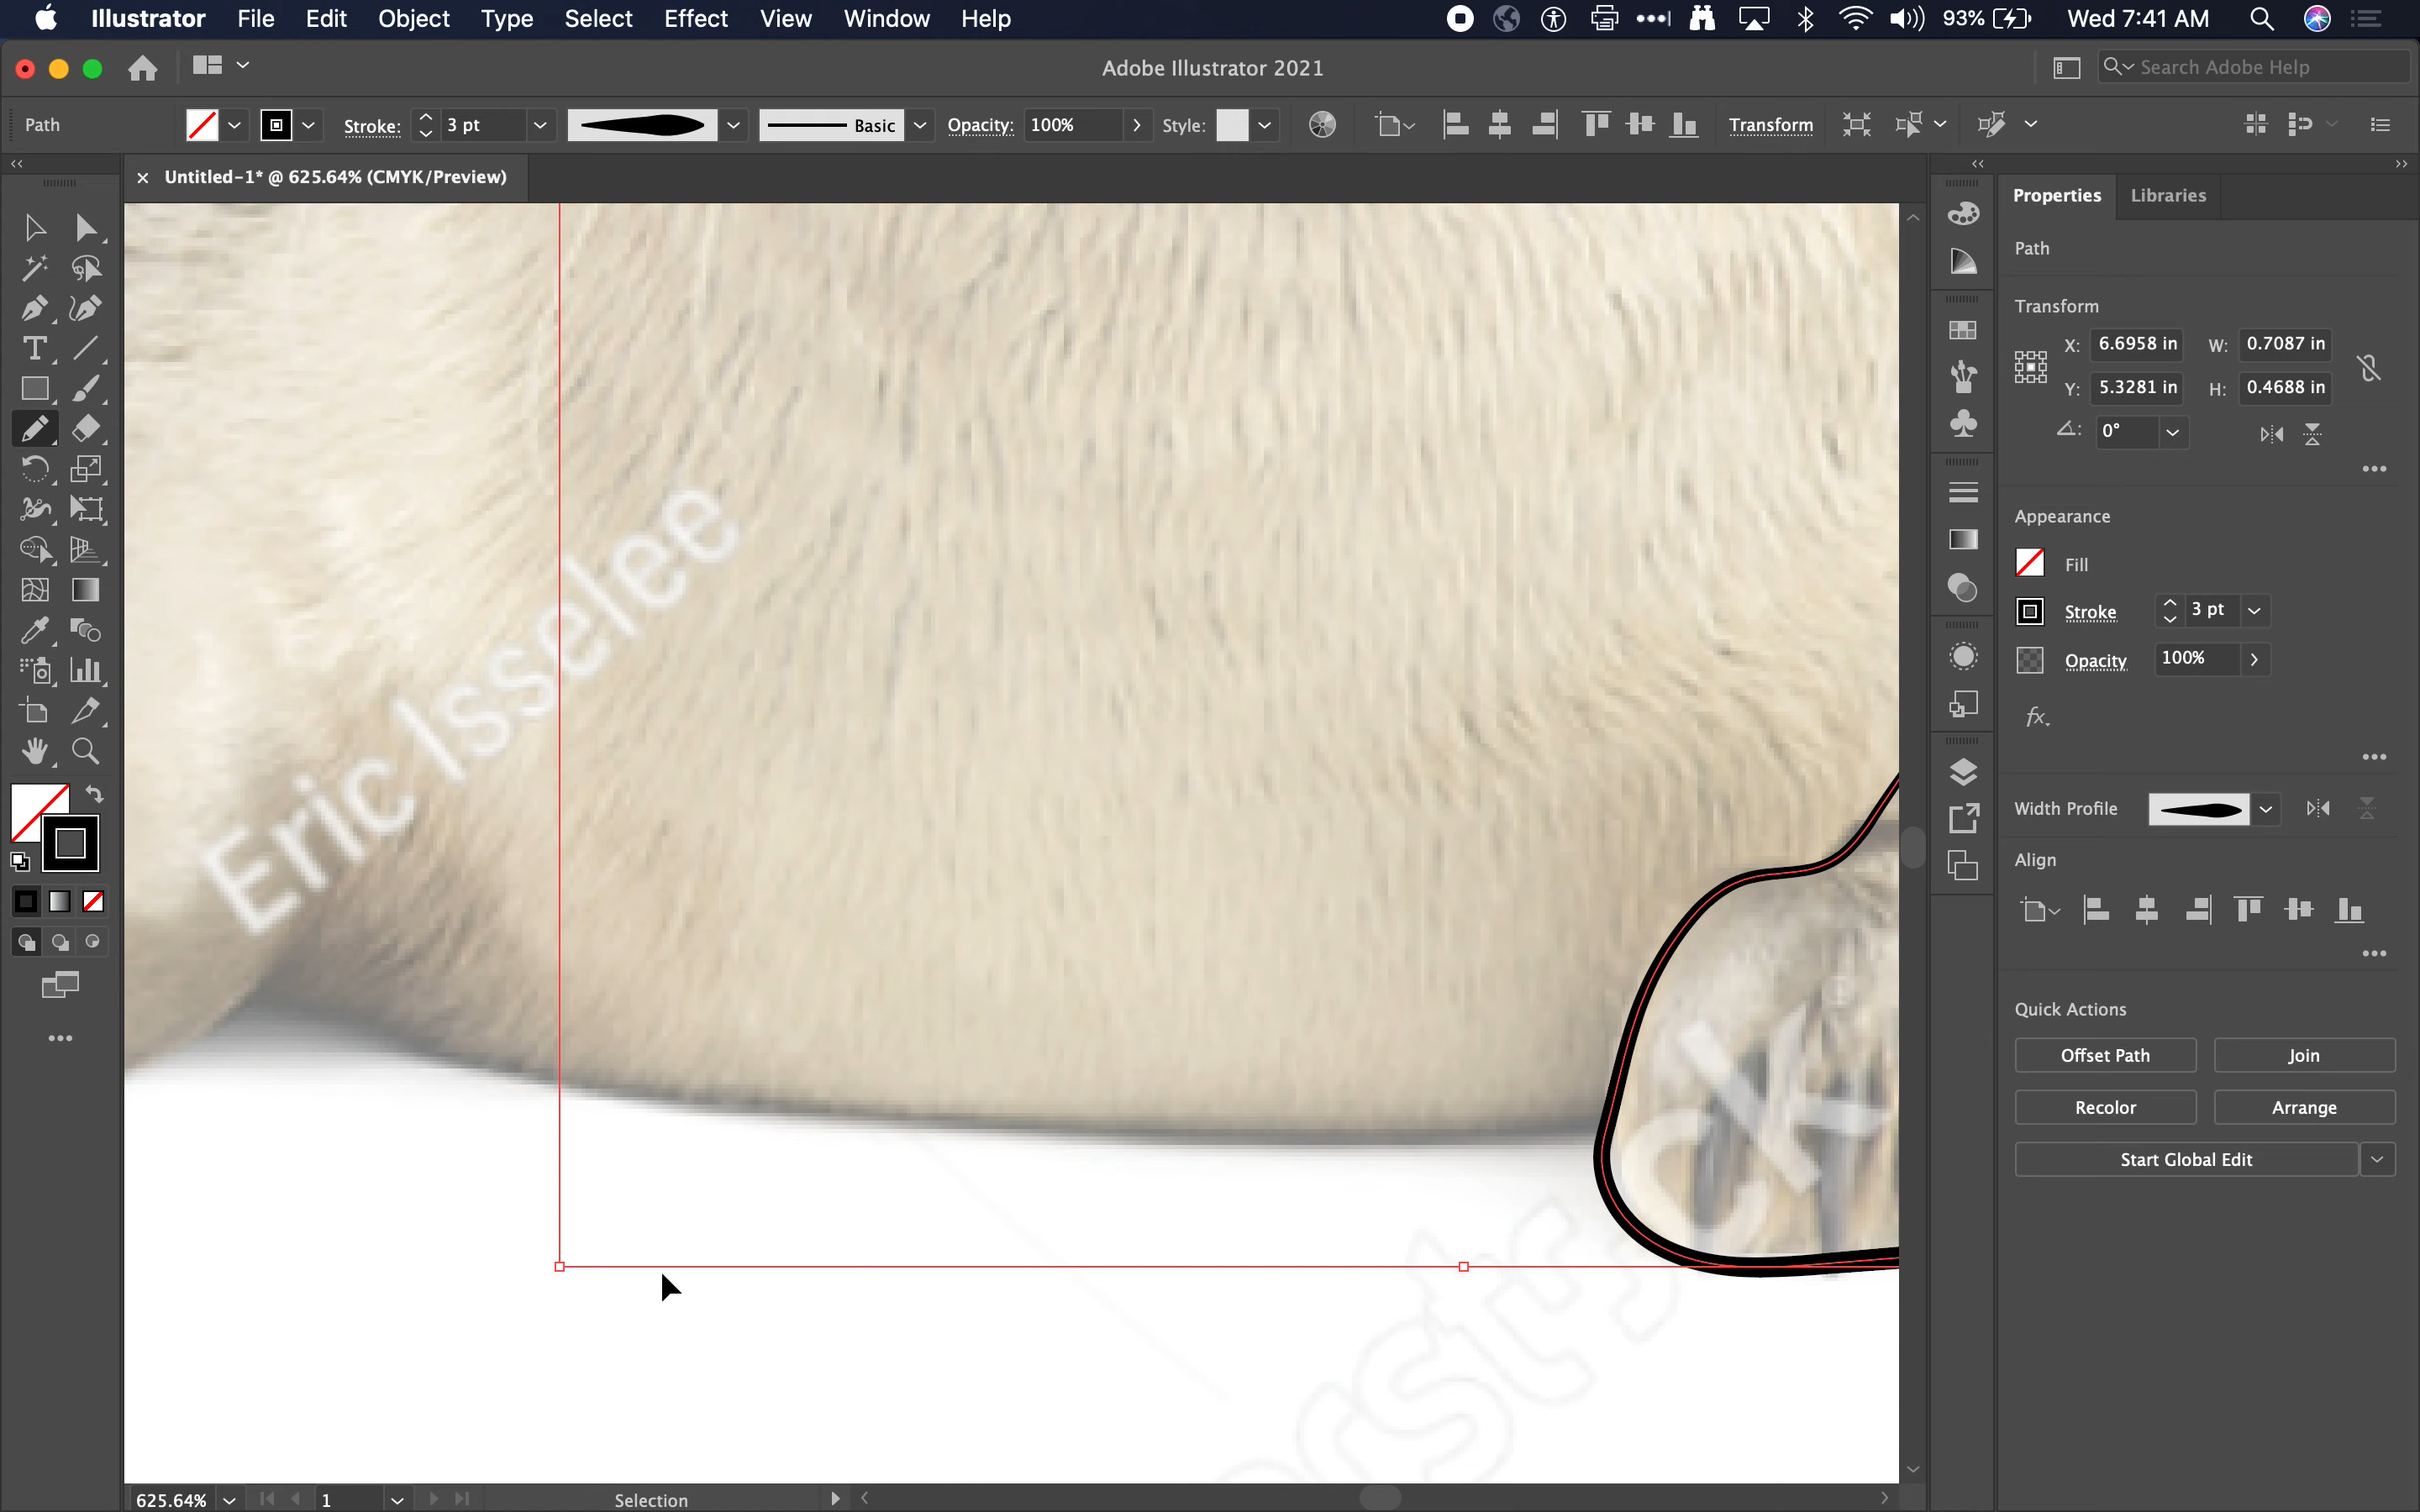 Illustrator File Edit Object Type Select Effect View Window Help 93% Wed 7:41 AM
Adobe Illustrator 2021
Search Adobe Help
Path Stroke: 3 pt Basic Opacity: 100% Style: Transform
Untitled-1* @ 625.64% (CMYK/Preview)
Properties Libraries
Path
Transform
X: 6.6958 in W: 0.7087 in
Y: 5.3281 in H: 0.4688 in
0°
Appearance
Fill
Stroke 3 pt
Opacity 100%
fx.
Width Profile
Align
Quick Actions
Offset Path Join
Recolor Arrange
Start Global Edit
Eric Isselee
625.64% 1 Selection